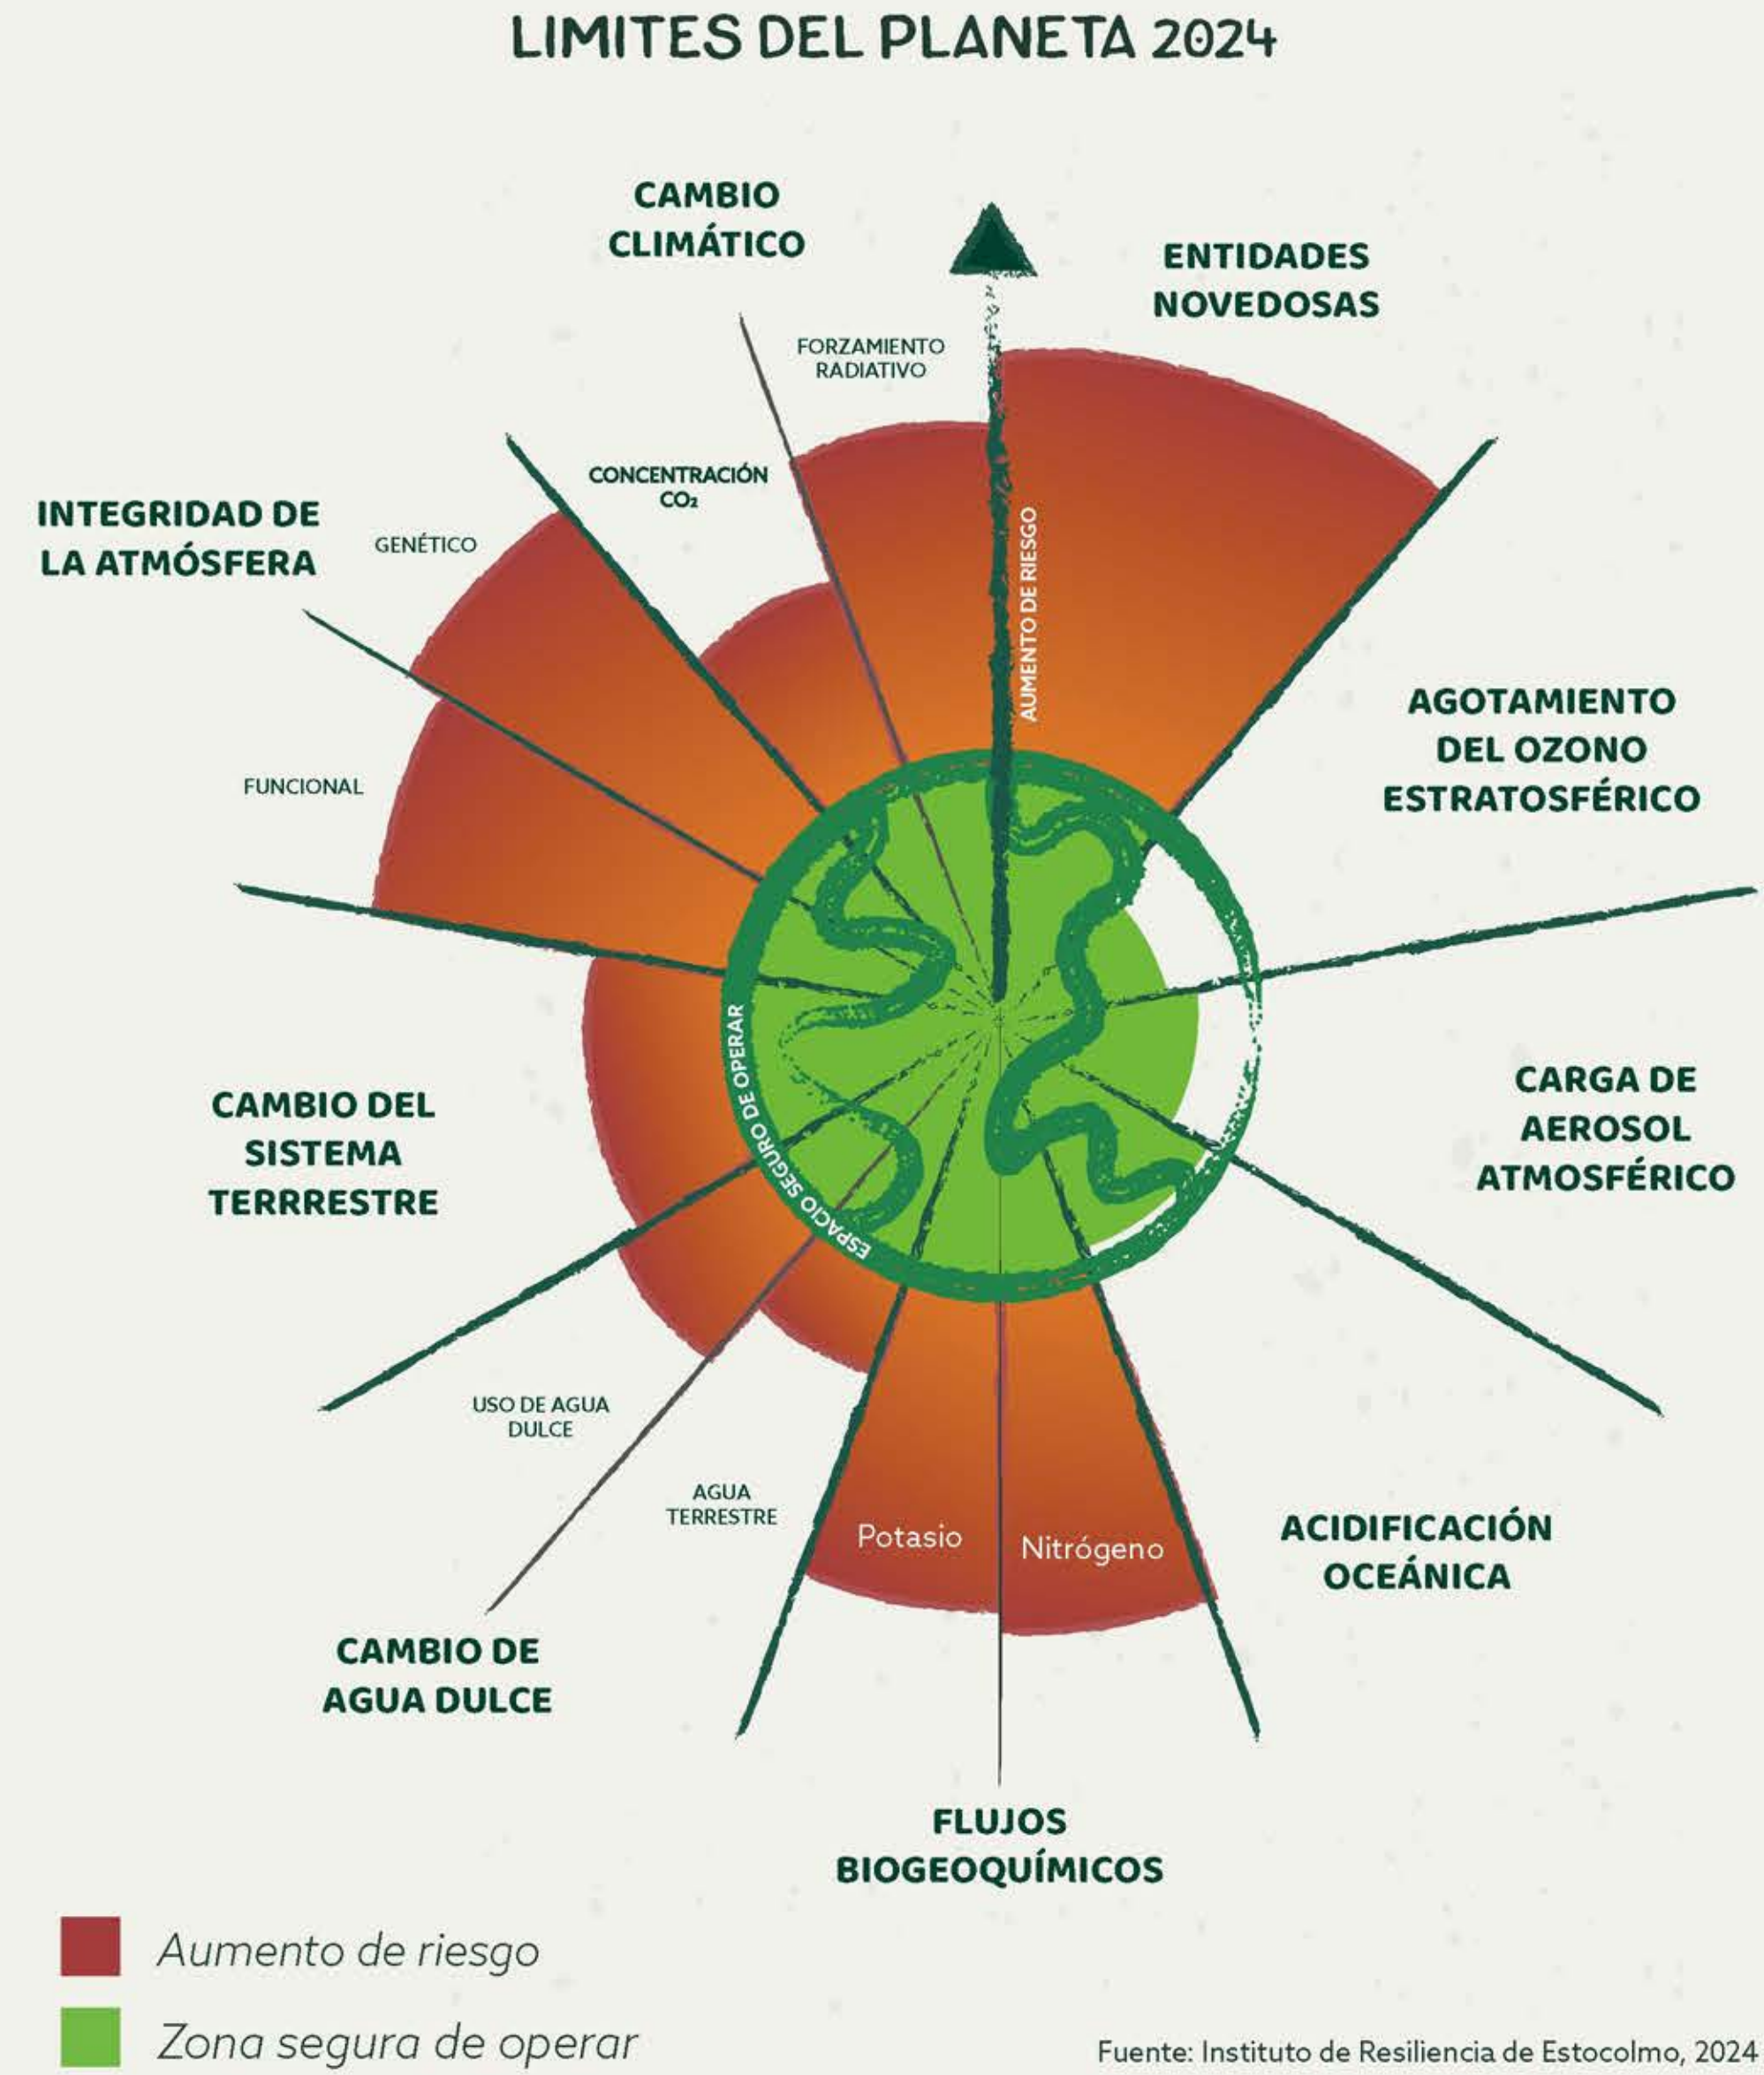 LIMITES DEL PLANETA 2024
CAMBIO
CLIMÁTICO
ENTIDADES
NOVEDOSAS
FORZAMIENTO
RADIATIVO
CONCENTRACIÓN
CO₂
INTEGRIDAD DE
LA ATMÓSFERA
GENÉTICO
AUMENTO DE RIESGO
AGOTAMIENTO
DEL OZONO
ESTRATOSFÉRICO
FUNCIONAL
ESPACIO SEGURO DE OPERAR
CARGA DE
AEROSOL
ATMOSFÉRICO
CAMBIO DEL
SISTEMA
TERRRESTRE
USO DE AGUA
DULCE
AGUA
TERRESTRE
Potasio
Nitrógeno
ACIDIFICACIÓN
OCEÁNICA
CAMBIO DE
AGUA DULCE
FLUJOS
BIOGEOQUÍMICOS
Aumento de riesgo
Zona segura de operar
Fuente: Instituto de Resiliencia de Estocolmo, 2024